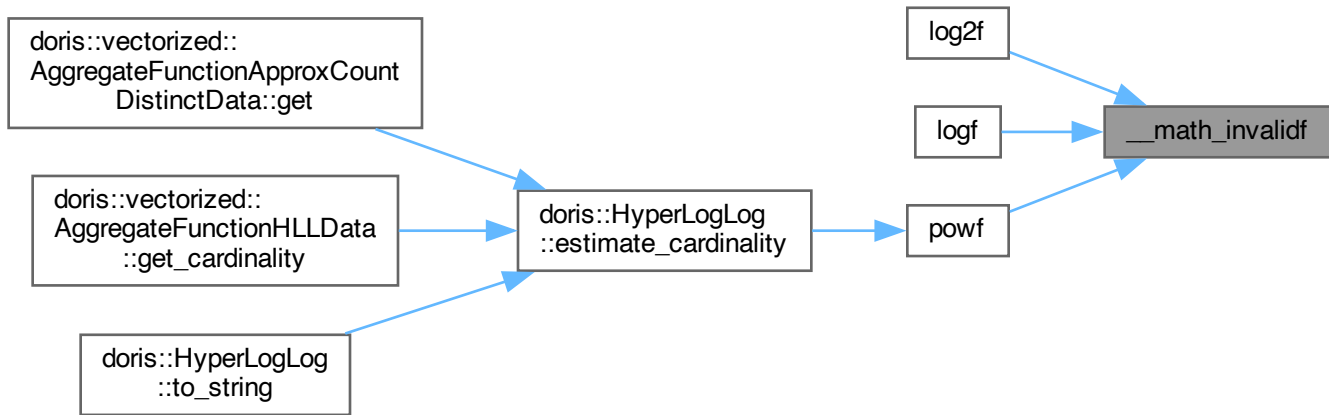 doris::vectorized::
AggregateFunctionApproxCount
DistinctData::get
doris::vectorized::
AggregateFunctionHLLData
::get_cardinality
doris::HyperLogLog
::to_string
doris::HyperLogLog
::estimate_cardinality
log2f
logf
powf
__math_invalidf